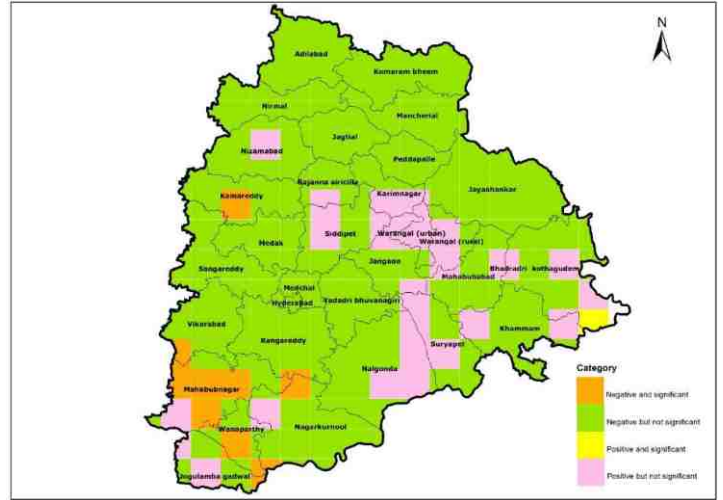 N
Adilabad
Komaram bheem
Nirmal
Mancherial
Jagtial
Nizamabad
Peddapalle
Rajanna siricilla
Jayashankar
Kamareddy
Karimnagar
Siddipet
Warangal (urban)
Warangal (rural)
Medak
Jangaon
Sangareddy
Mahabubabad
Bhadradri kothagudem
Medchal
Hyderabad
Yadadri bhuvanagiri
Vikarabad
Khammam
Rangareddy
Suryapet
Nalgonda
Mahabubnagar
Wanaparthy
Nagarkurnool
Jogulamba gadwal
Category
Negative and significant
Negative but not significant
Positive and significant
Positive but not significant